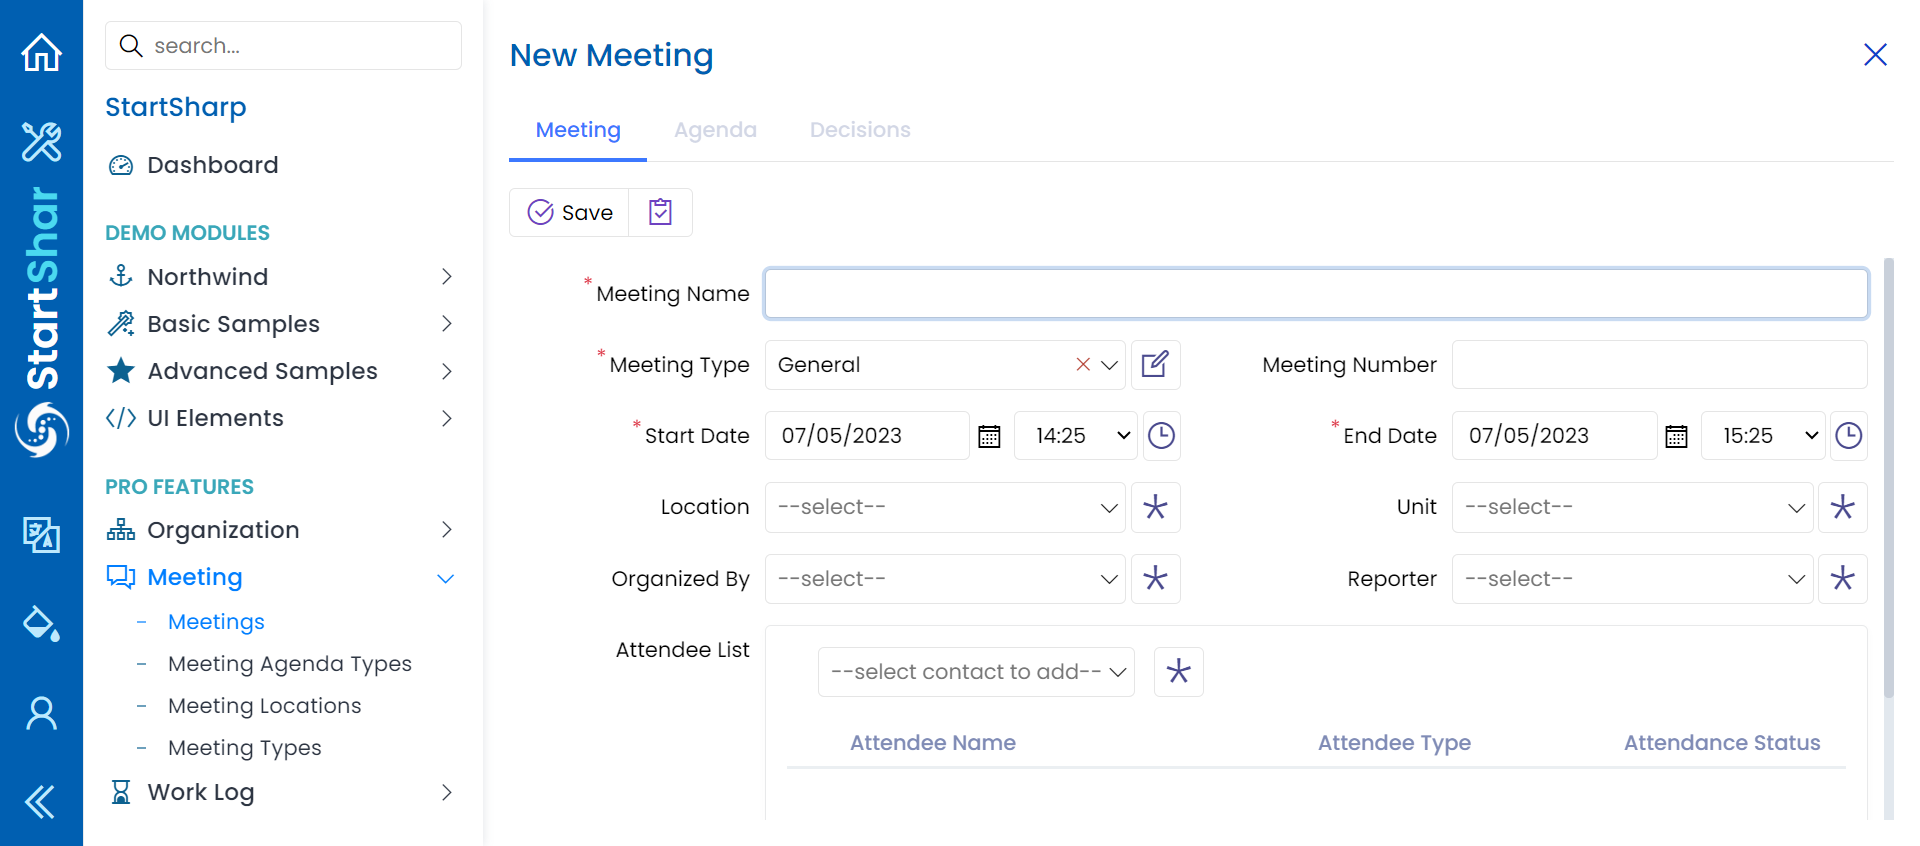 StartShar
search...
StartSharp
Dashboard
DEMO MODULES
Northwind
Basic Samples
Advanced Samples
UI Elements
PRO FEATURES
Organization
Meeting
- Meetings
- Meeting Agenda Types
- Meeting Locations
- Meeting Types
Work Log
New Meeting
Meeting Agenda Decisions
Save
* Meeting Name
* Meeting Type General Meeting Number
* Start Date 07/05/2023 14:25 * End Date 07/05/2023 15:25
Location --select-- Unit --select--
Organized By --select-- Reporter --select--
Attendee List
--select contact to add--
Attendee Name Attendee Type Attendance Status